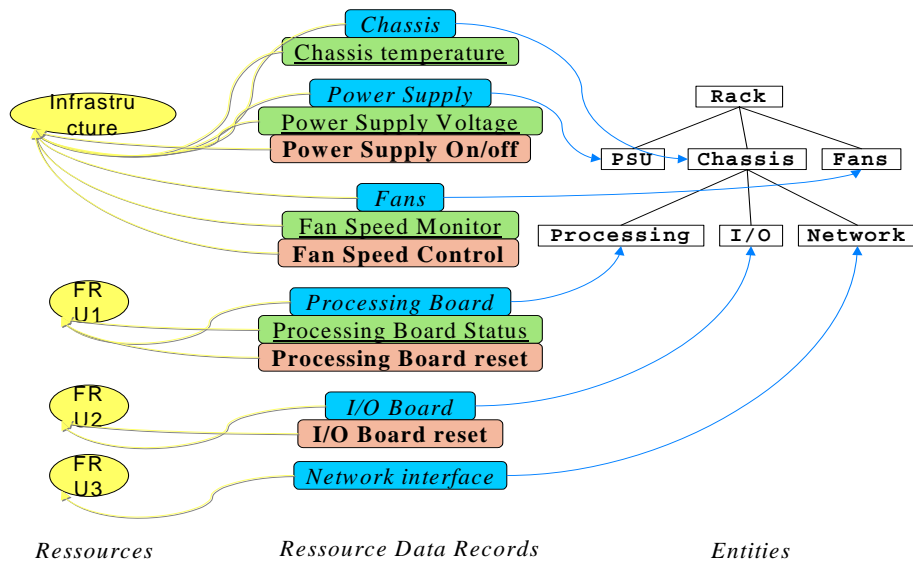 Infrastru
cture
FR
U1
FR
U2
FR
U3
Ressources
Chassis
Chassis temperature
Power Supply
Power Supply Voltage
Power Supply On/off
Fans
Fan Speed Monitor
Fan Speed Control
Processing Board
Processing Board Status
Processing Board reset
I/O Board
I/O Board reset
Network interface
Ressource Data Records
Rack
PSU
Chassis
Fans
Processing
I/O
Network
Entities